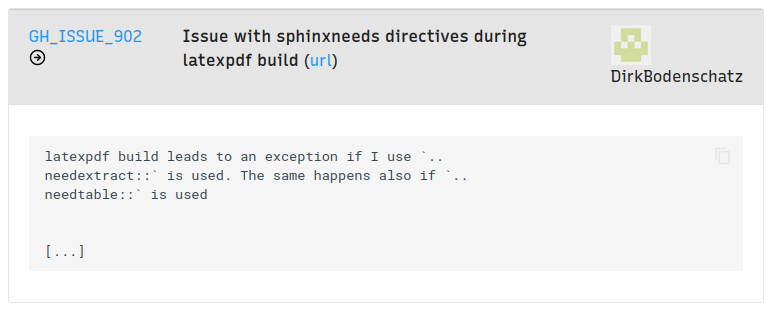 GH_ISSUE_902
Issue with sphinxneeds directives during
latexpdf build (url)
DirkBodenschatz
latexpdf build leads to an exception if I use `..
needextract::` is used. The same happens also if `..
needtable::` is used
[...]